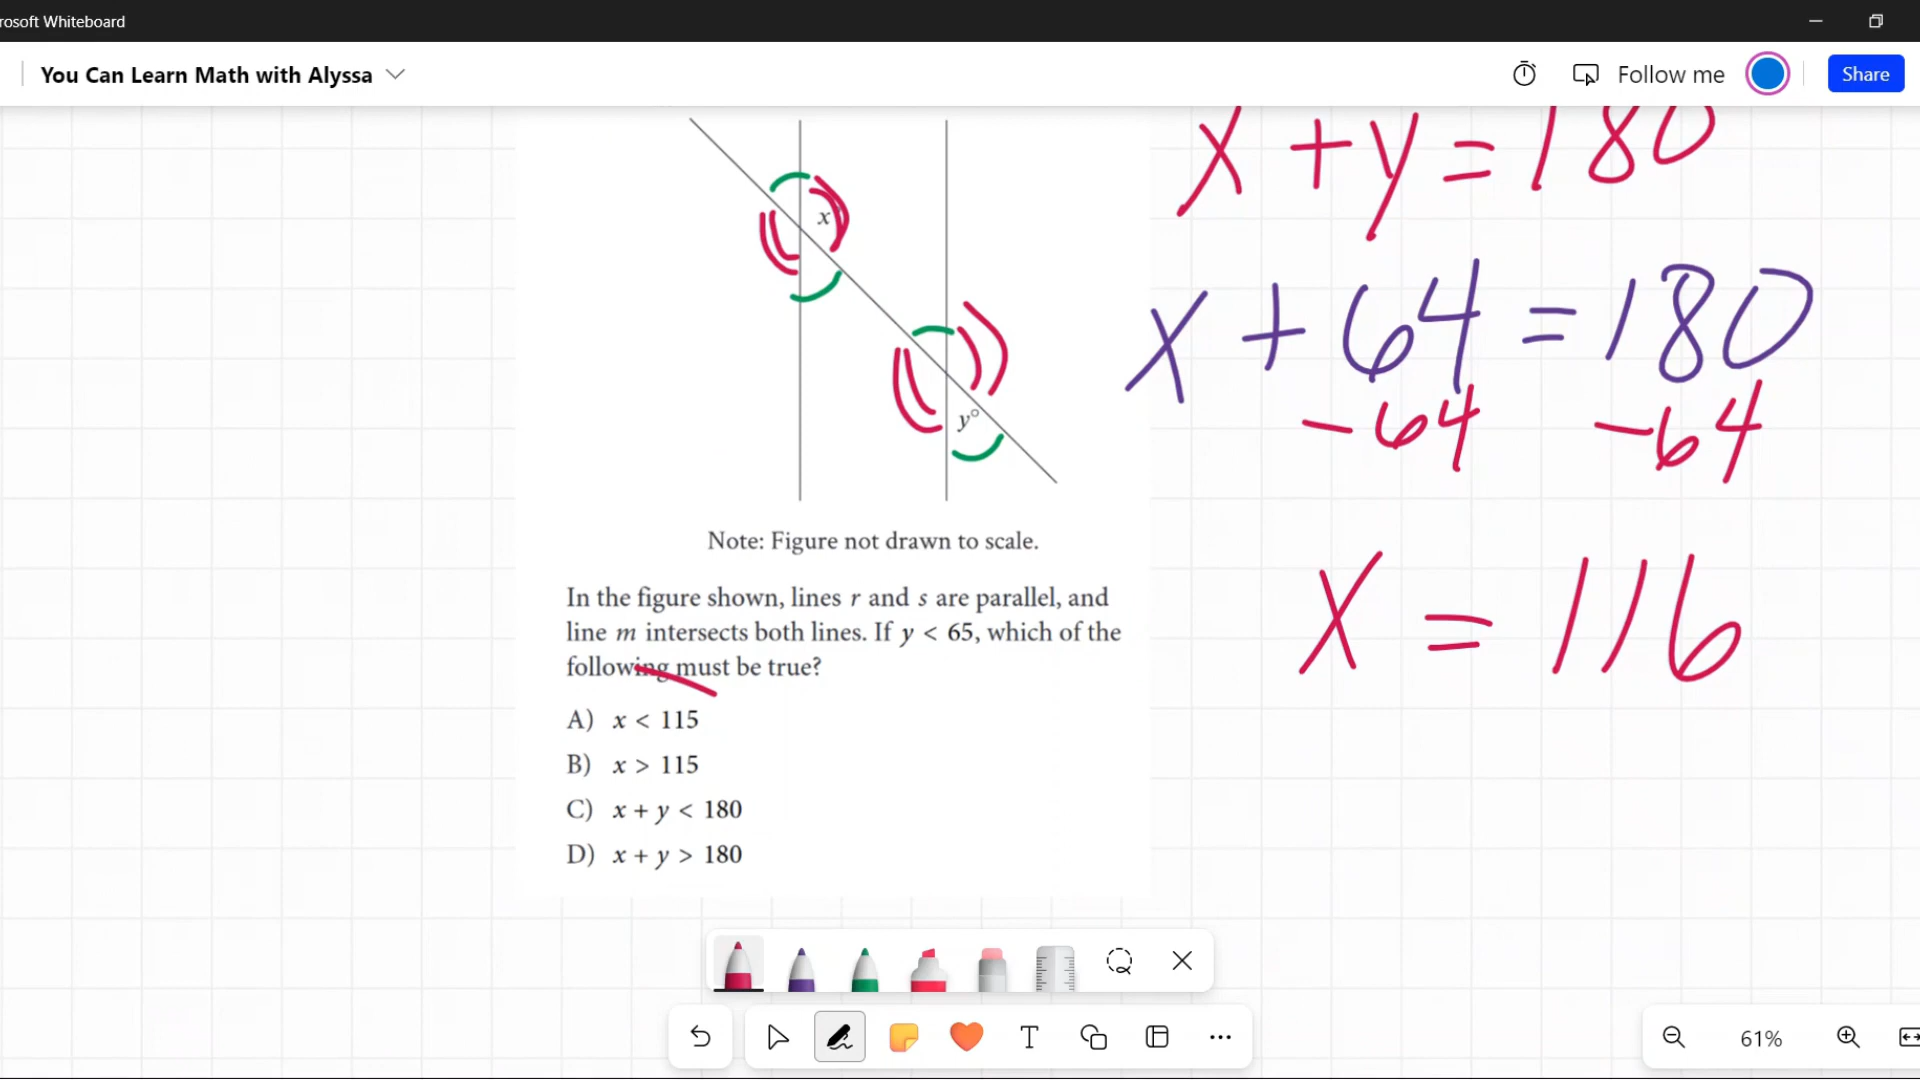 rosoft Whiteboard
You Can Learn Math with Alyssa
Follow me
Share
x + y = 180
x
x + 64 = 180
-64 -64
y°
Note: Figure not drawn to scale.
In the figure shown, lines r and s are parallel, and
line m intersects both lines. If y < 65, which of the
following must be true?
x = 116
A) x < 115
B) x > 115
C) x + y < 180
D) x + y > 180
T
61%